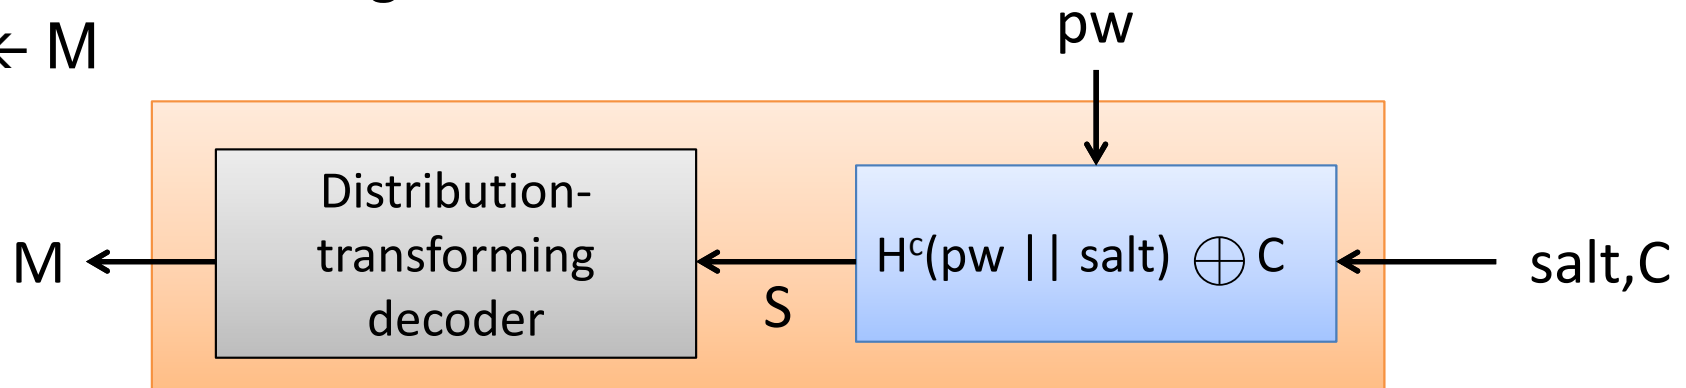 ← M
pw
Distribution-
transforming
decoder
M
S
Hᶜ(pw || salt) ⊕ C
salt,C